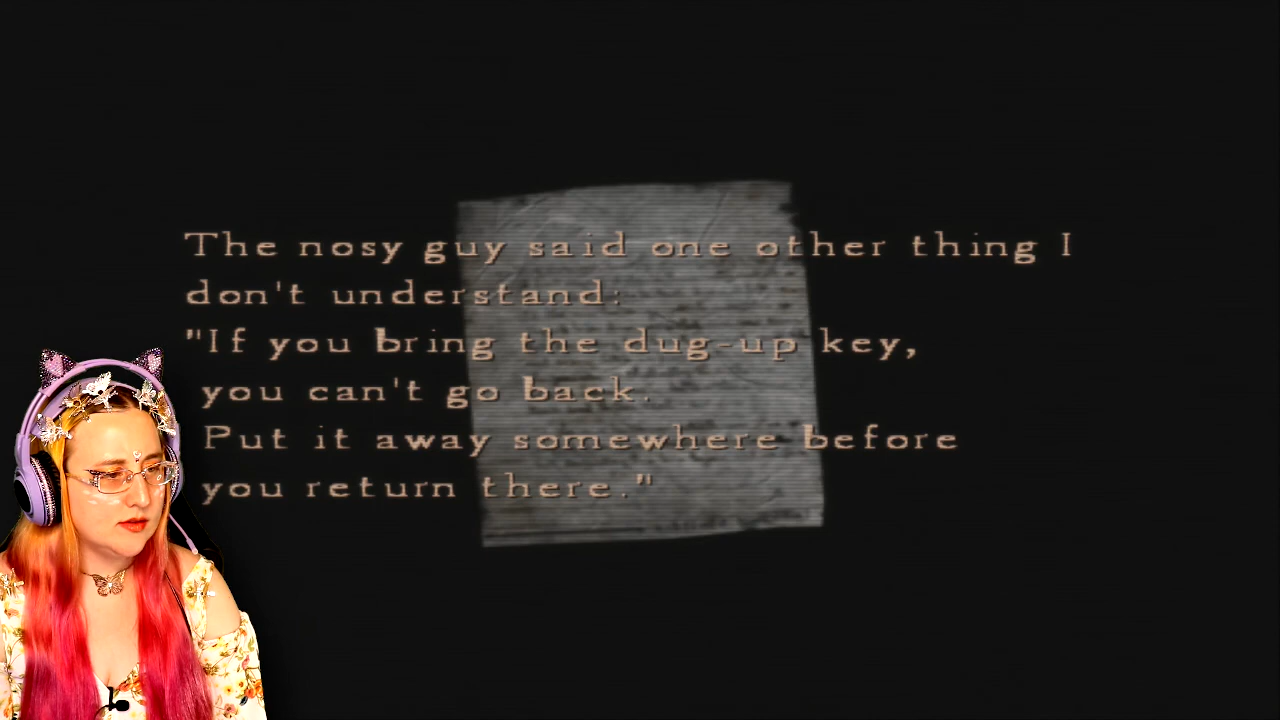 The nosy guy said one other thing I
don't understand:
"If you bring the dug-up key,
you can't go back.
Put it away somewhere before
you return there."